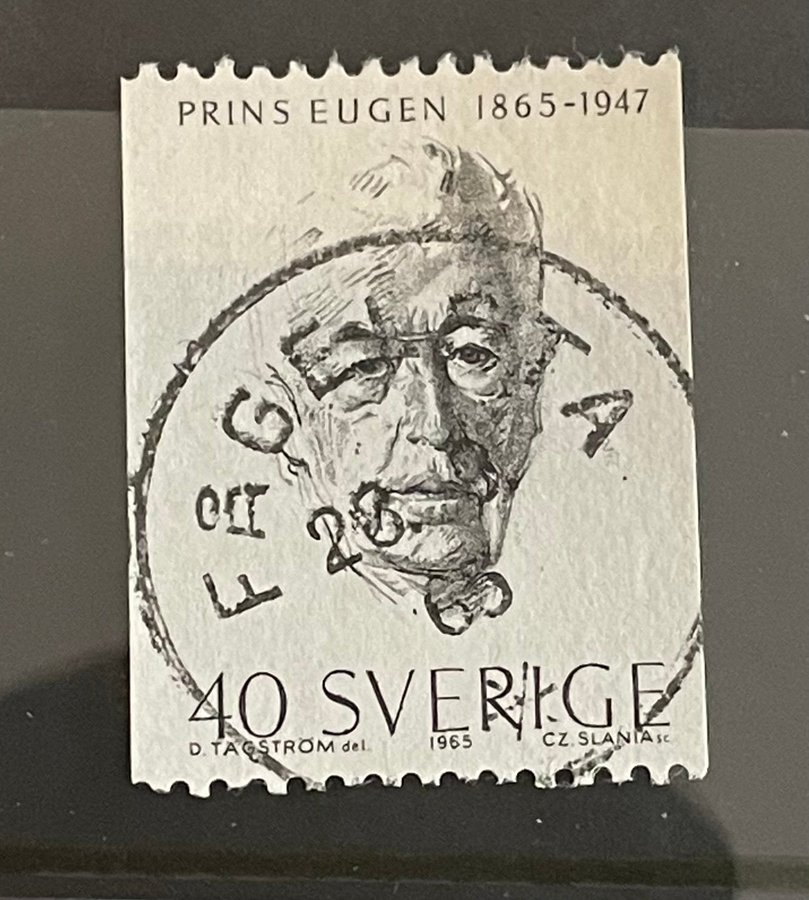 PRINS EUGEN 1865-1947
40 SVERIGE
D. TÄGSTRÖM del. 1965 CZ. SLANIA sc.